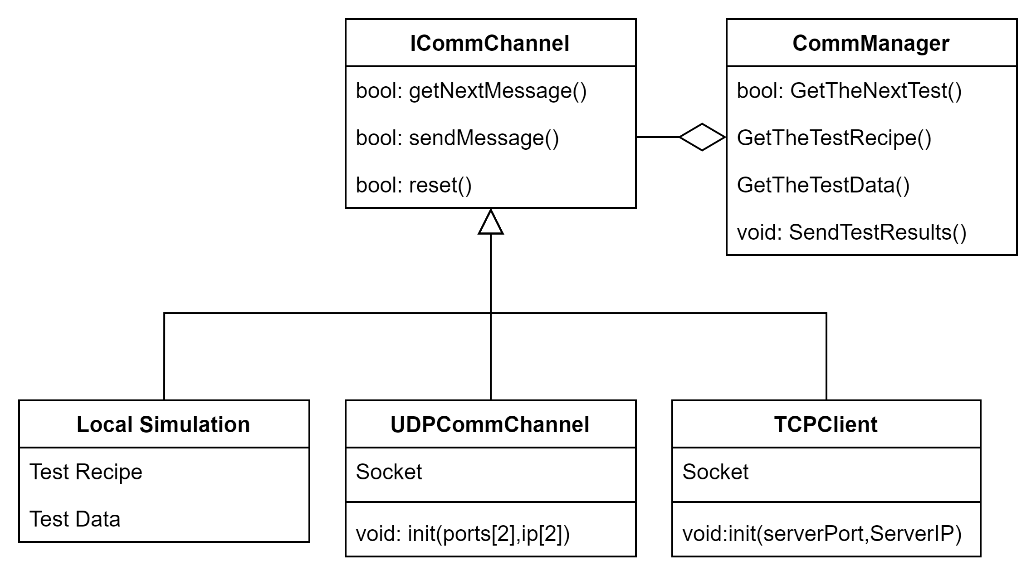 ICommChannel
bool: getNextMessage()
bool: sendMessage()
bool: reset()
CommManager
bool: GetTheNextTest()
GetTheTestRecipe()
GetTheTestData()
void: SendTestResults()
Local Simulation
Test Recipe
Test Data
UDPCommChannel
Socket
void: init(ports[2],ip[2])
TCPClient
Socket
void:init(serverPort,ServerIP)